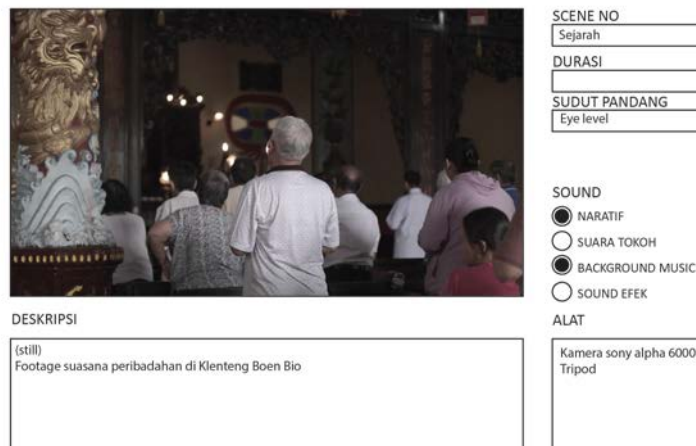 SCENE NO
Sejarah
DURASI
SUDUT PANDANG
Eye level
SOUND
NARATIF
SUARA TOKOH
BACKGROUND MUSIC
SOUND EFEK
DESKRIPSI
(still)
Footage suasana peribadahan di Klenteng Boen Bio
ALAT
Kamera sony alpha 6000
Tripod